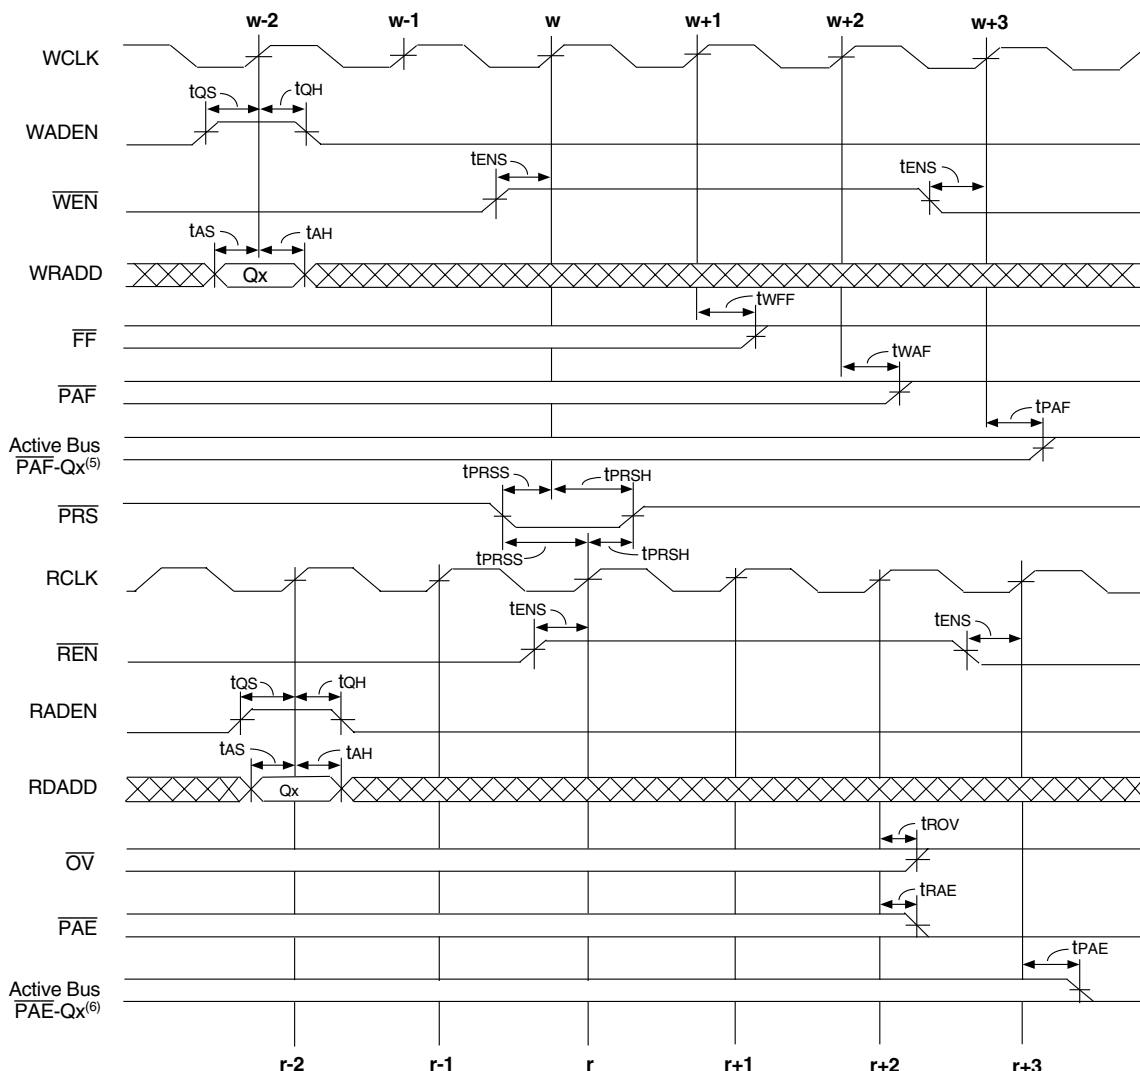 w-2 w-1 w w+1 w+2 w+3
WCLK
tQS tQH
WADEN
tENS tENS
WEN
tAS tAH
WRADD Qx
tWFF
FF
tWAF
PAF
tPAF
Active Bus
PAF-Qx(5)
tPRSS tPRSH
PRS
tPRSS tPRSH
RCLK
tENS tENS
REN
tQS tQH
RADEN
tAS tAH
RDADD Qx
tROV
OV
tRAE
PAE
tPAE
Active Bus
PAE-Qx(6)
r-2 r-1 r r+1 r+2 r+3